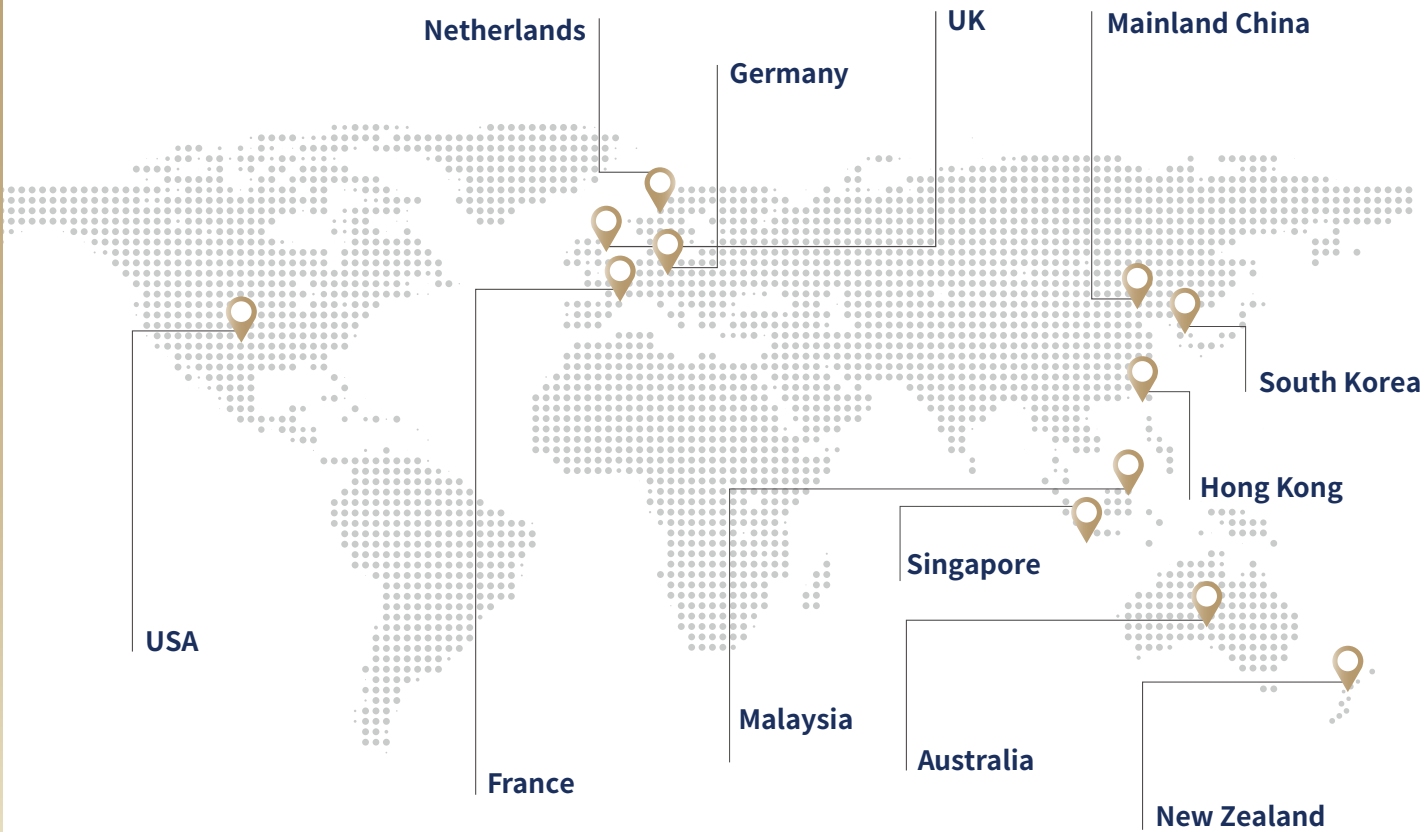 UK
Mainland China
Netherlands
Germany
South Korea
Hong Kong
Singapore
USA
Malaysia
Australia
France
New Zealand